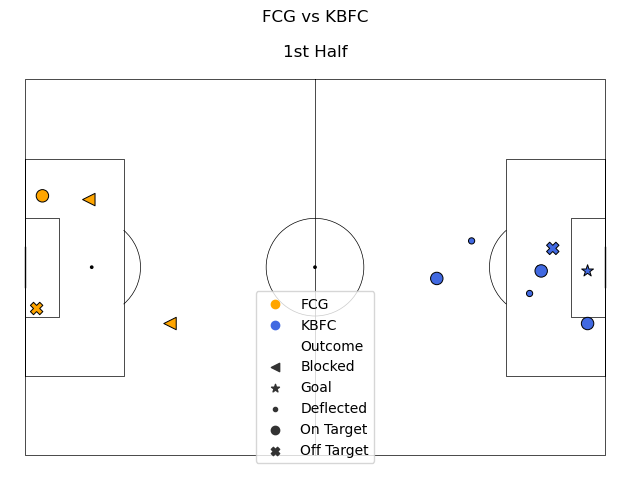 FCG vs KBFC
1st Half
FCG
KBFC
Outcome
Blocked
Goal
Deflected
On Target
Off Target